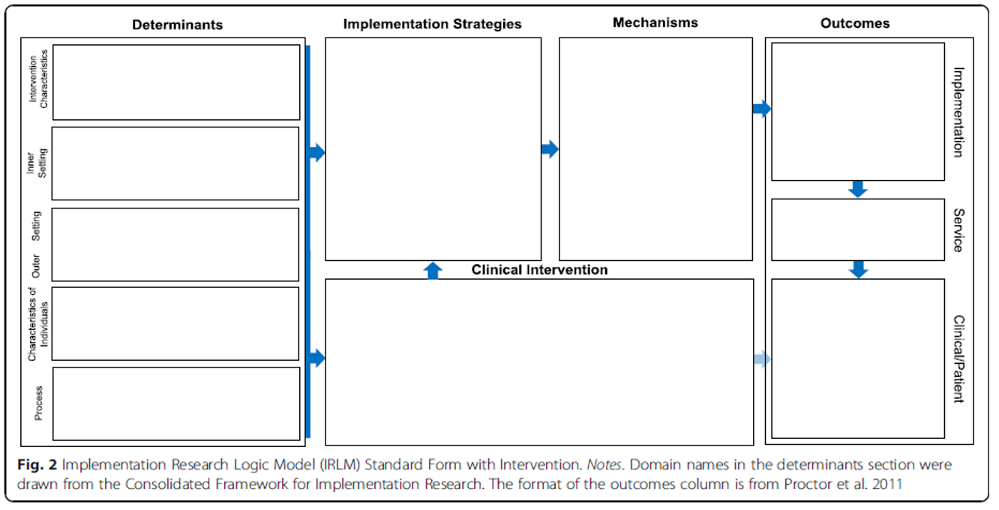 Determinants
Implementation Strategies
Mechanisms
Outcomes
Intervention
Characteristics
Inner
Setting
Outer Setting
Characteristics of
Individuals
Process
Clinical Intervention
Implementation
Service
Clinical/Patient
Fig. 2 Implementation Research Logic Model (IRLM) Standard Form with Intervention. Notes. Domain names in the determinants section were
drawn from the Consolidated Framework for Implementation Research. The format of the outcomes column is from Proctor et al. 2011